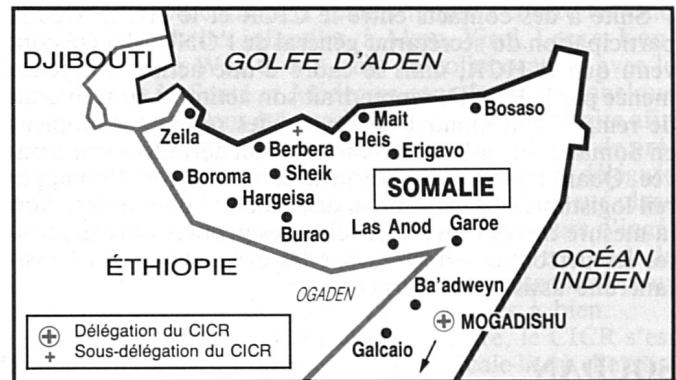 DJIBOUTI
GOLFE D'ADEN
Zeila
Mait
Bosaso
Berbera
Heis
Erigavo
Boroma
Sheik
SOMALIE
Hargeisa
Burao
Las Anod
Garoe
ÉTHIOPIE
OCÉAN
INDIEN
OGADEN
Ba'adweyn
MOGADISHU
Galcaio
Délégation du CICR
Sous-délégation du CICR